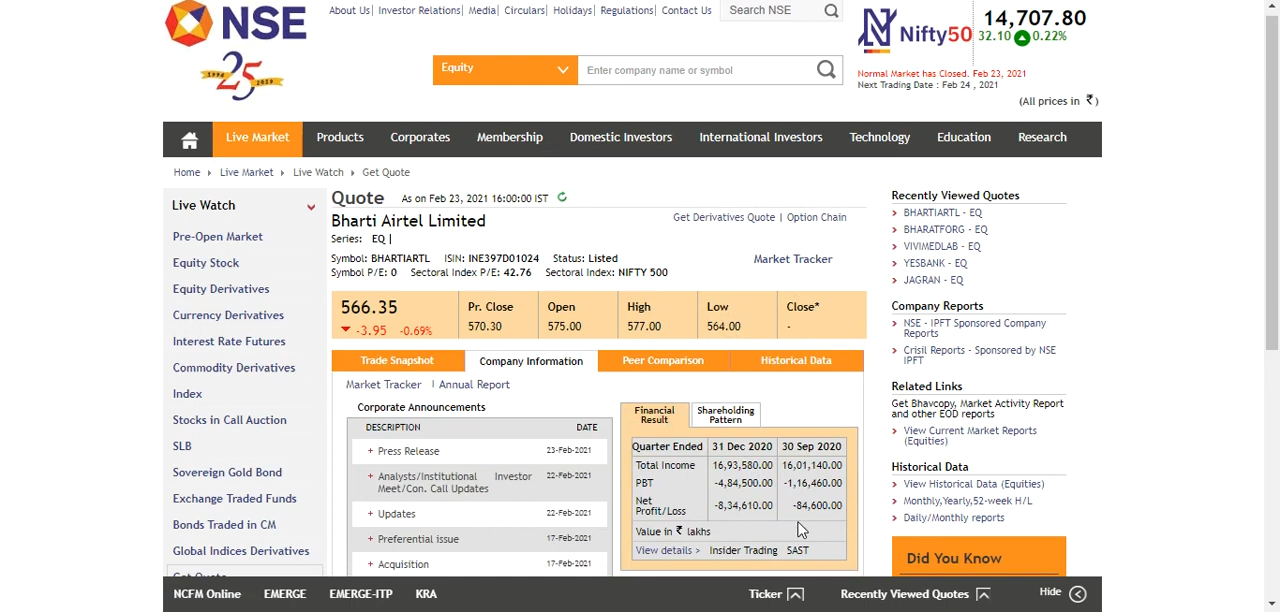 NSE
1994 25 2019
About Us | Investor Relations | Media | Circulars | Holidays | Regulations | Contact Us
Search NSE
Equity
Enter company name or symbol
Nifty50
14,707.80
32.10 0.22%
Normal Market has Closed. Feb 23, 2021
Next Trading Date : Feb 24 , 2021
(All prices in ₹ )
Live Market Products Corporates Membership Domestic Investors International Investors Technology Education Research
Home Live Market Live Watch Get Quote
Live Watch
Pre-Open Market
Equity Stock
Equity Derivatives
Currency Derivatives
Interest Rate Futures
Commodity Derivatives
Index
Stocks in Call Auction
SLB
Sovereign Gold Bond
Exchange Traded Funds
Bonds Traded in CM
Global Indices Derivatives
Get Quote
Quote As on Feb 23, 2021 16:00:00 IST
Bharti Airtel Limited
Get Derivatives Quote | Option Chain
Series: EQ |
Symbol: BHARTIARTL ISIN: INE397D01024 Status: Listed
Market Tracker
Symbol P/E: 0 Sectoral Index P/E: 42.76 Sectoral Index: NIFTY 500
566.35 Pr. Close Open High Low Close*
-3.95 -0.69% 570.30 575.00 577.00 564.00 -
Trade Snapshot Company Information Peer Comparison Historical Data
Market Tracker | Annual Report
Corporate Announcements
DESCRIPTION DATE
+ Press Release 23-Feb-2021
+ Analysts/Institutional Investor 22-Feb-2021
Meet/Con. Call Updates
+ Updates 22-Feb-2021
+ Preferential issue 17-Feb-2021
+ Acquisition 17-Feb-2021
Financial Result
Shareholding Pattern
Quarter Ended 31 Dec 2020 30 Sep 2020
Total Income 16,93,580.00 16,01,140.00
PBT -4,84,500.00 -1,16,460.00
Net Profit/Loss -8,34,610.00 -84,600.00
Value in ₹ lakhs
View details > Insider Trading SAST
Recently Viewed Quotes
BHARTIARTL - EQ
BHARATFORG - EQ
VIVIMEDLAB - EQ
YESBANK - EQ
JAGRAN - EQ
Company Reports
NSE - IPFT Sponsored Company
Reports
Crisil Reports - Sponsored by NSE
IPFT
Related Links
Get Bhavcopy, Market Activity Report
and other EOD reports
View Current Market Reports
(Equities)
Historical Data
View Historical Data (Equities)
Monthly,Yearly,52-week H/L
Daily/Monthly reports
Did You Know
NCFM Online EMERGE EMERGE-ITP KRA Ticker Recently Viewed Quotes Hide